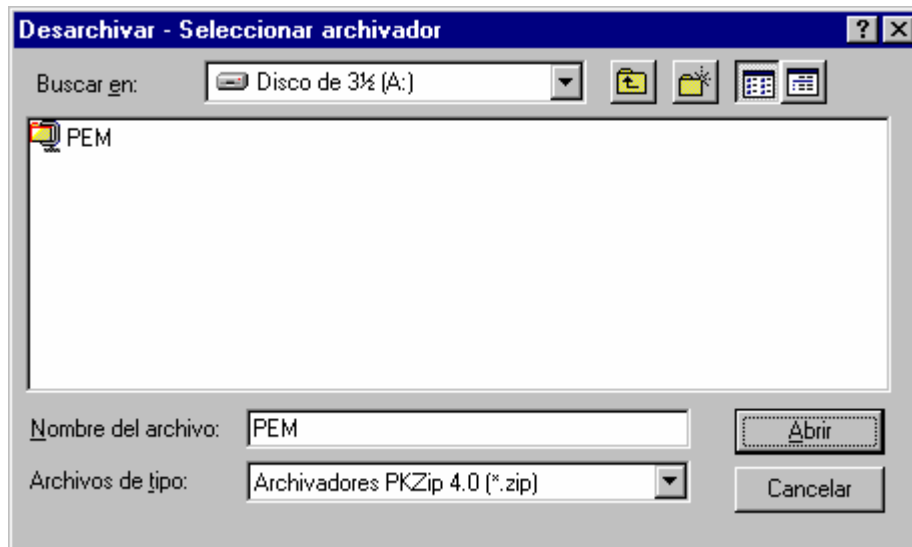 Desarchivar - Seleccionar archivador
Buscar en: Disco de 3½ (A:)
PEM
Nombre del archivo: PEM Abrir
Archivos de tipo: Archivadores PKZip 4.0 (*.zip) Cancelar